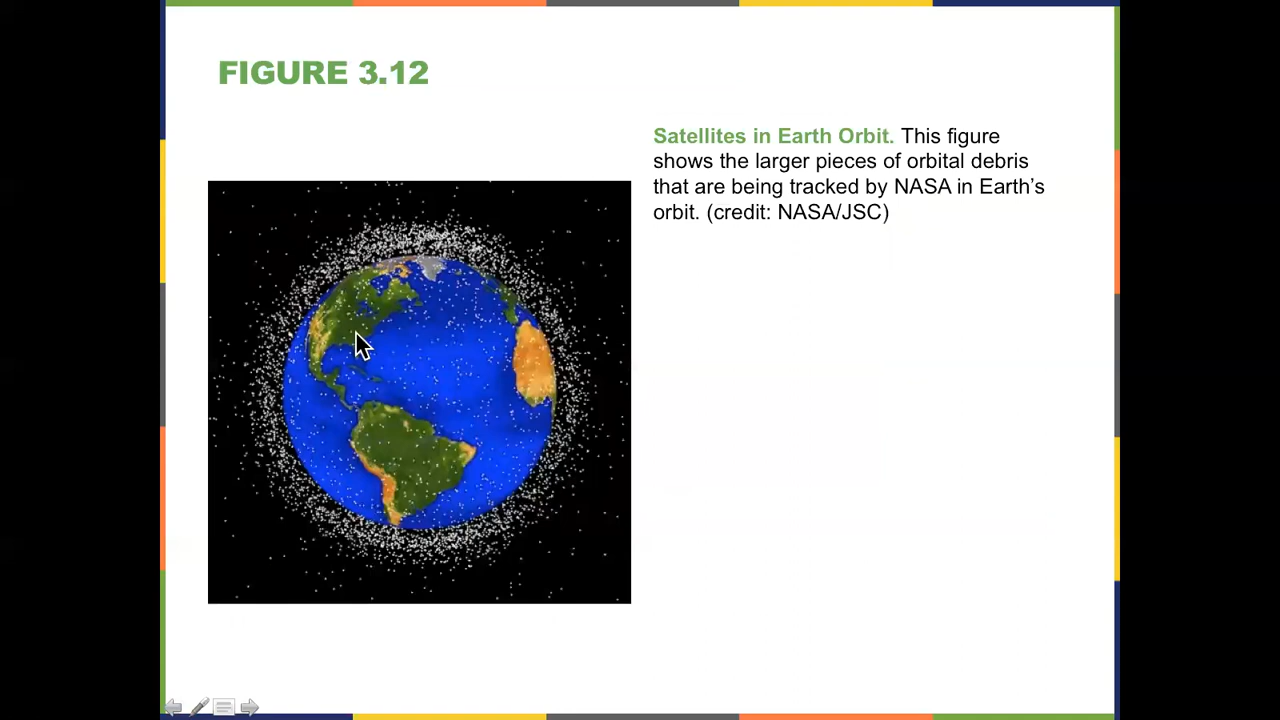 FIGURE 3.12
Satellites in Earth Orbit. This figure
shows the larger pieces of orbital debris
that are being tracked by NASA in Earth’s
orbit. (credit: NASA/JSC)